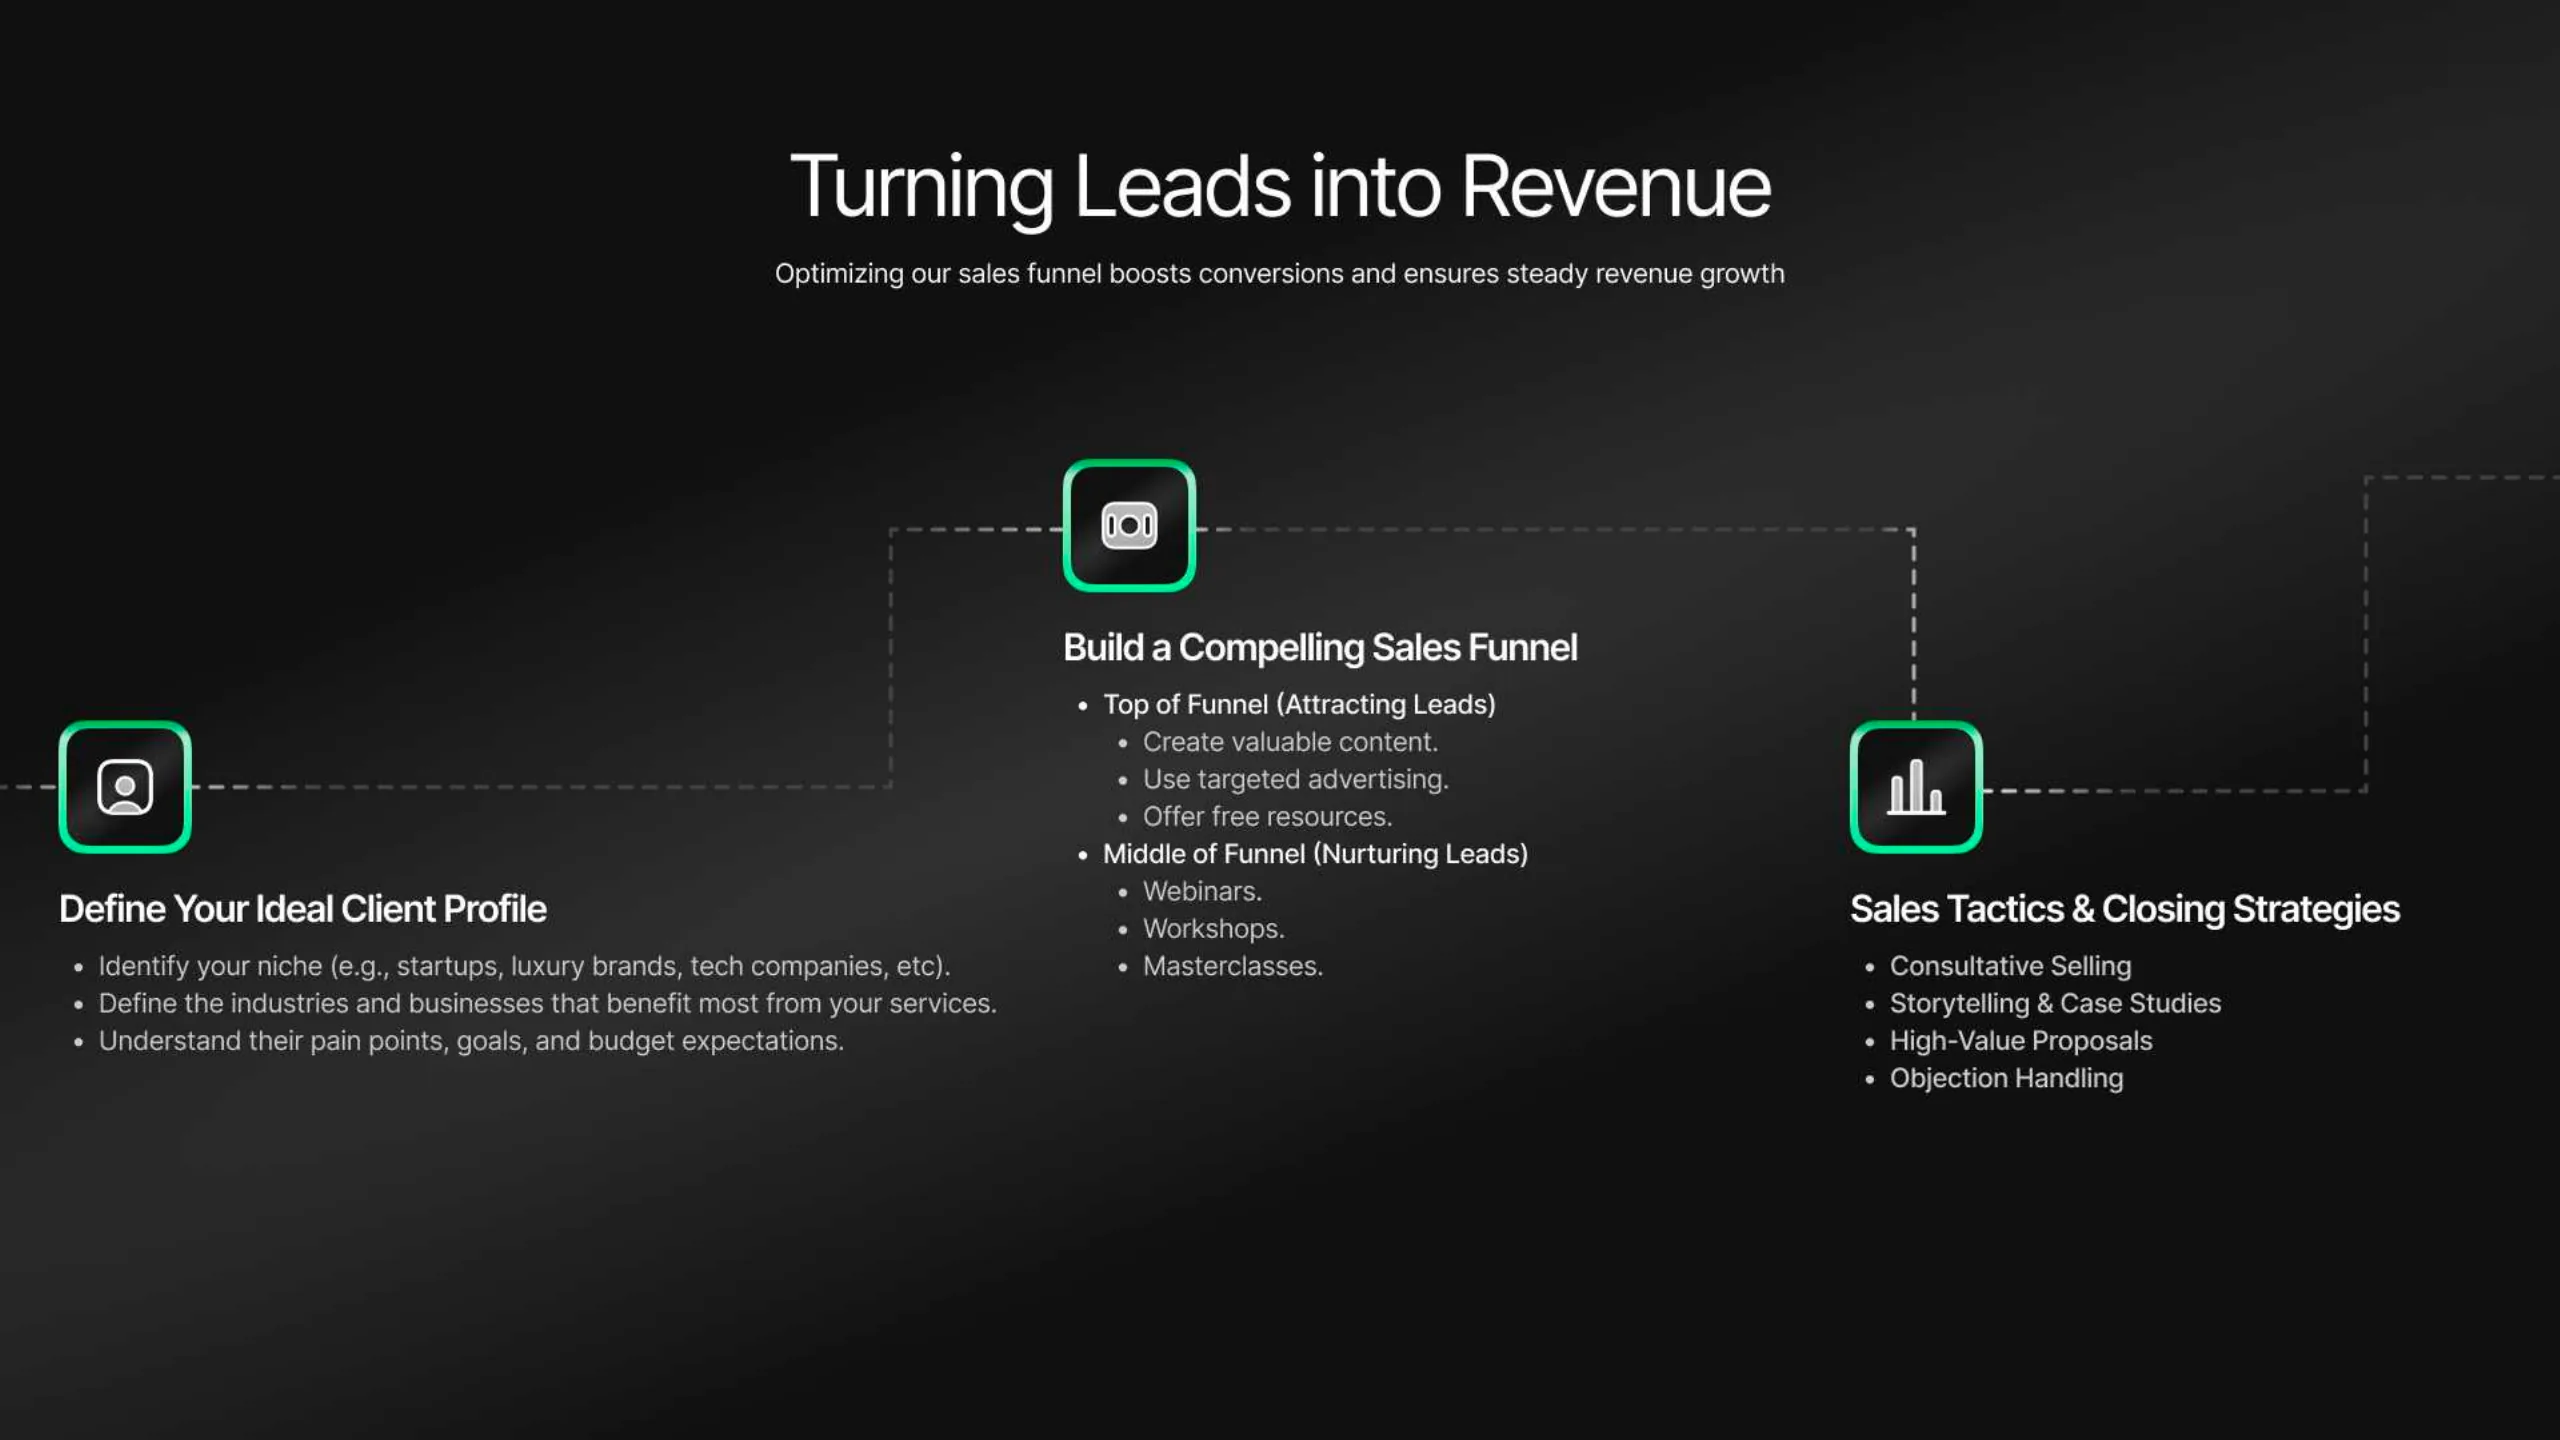 Turning Leads into Revenue
Optimizing our sales funnel boosts conversions and ensures steady revenue growth
Define Your Ideal Client Profile
• Identify your niche (e.g., startups, luxury brands, tech companies, etc).
• Define the industries and businesses that benefit most from your services.
• Understand their pain points, goals, and budget expectations.
Build a Compelling Sales Funnel
• Top of Funnel (Attracting Leads)
• Create valuable content.
• Use targeted advertising.
• Offer free resources.
• Middle of Funnel (Nurturing Leads)
• Webinars.
• Workshops.
• Masterclasses.
Sales Tactics & Closing Strategies
• Consultative Selling
• Storytelling & Case Studies
• High-Value Proposals
• Objection Handling